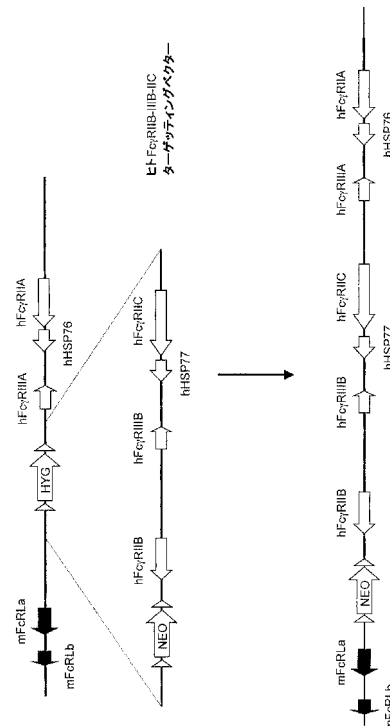 mFcRLa
mFcRLb
HYG
hFcγRIIIA
hFcγRIIA
hHSP76
NEO
hFcγRIIB
hFcγRIIIB
hFcγRIIC
hHSP77
ヒトFcγRIIB-IIIB-IIC
ターゲッティングベクター
mFcRLa
mFcRLb
NEO
hFcγRIIB
hFcγRIIIB
hFcγRIIC
hHSP77
hFcγRIIIA
hFcγRIIA
hHSP76